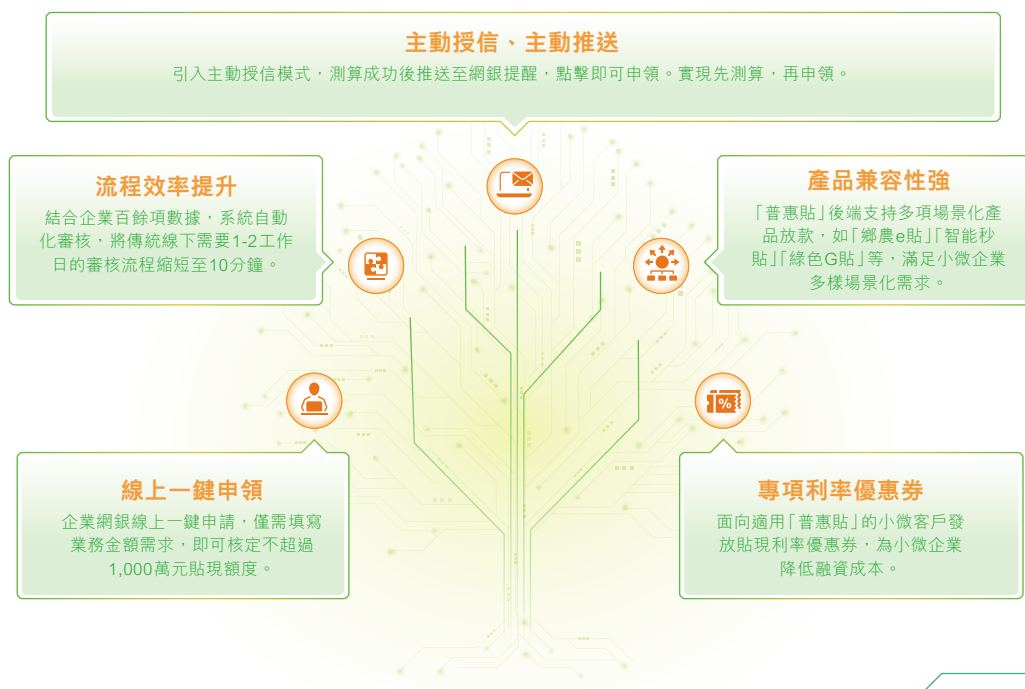 主動授信、主動推送
引入主動授信模式，測算成功後推送至網銀提醒，點擊即可申領。實現先測算，再申領。
流程效率提升
結合企業百餘項數據，系統自動
化審核，將傳統線下需要1-2工作
日的審核流程縮短至10分鐘。
產品兼容性強
「普惠貼」後端支持多項場景化產
品放款，如「鄉農e貼」「智能秒
貼」「綠色G貼」等，滿足小微企業
多樣場景化需求。
%
線上一鍵申領
企業網銀線上一鍵申請，僅需填寫
業務金額需求，即可核定不超過
1,000萬元貼現額度。
專項利率優惠券
面向適用「普惠貼」的小微客戶發
放貼現利率優惠券，為小微企業
降低融資成本。